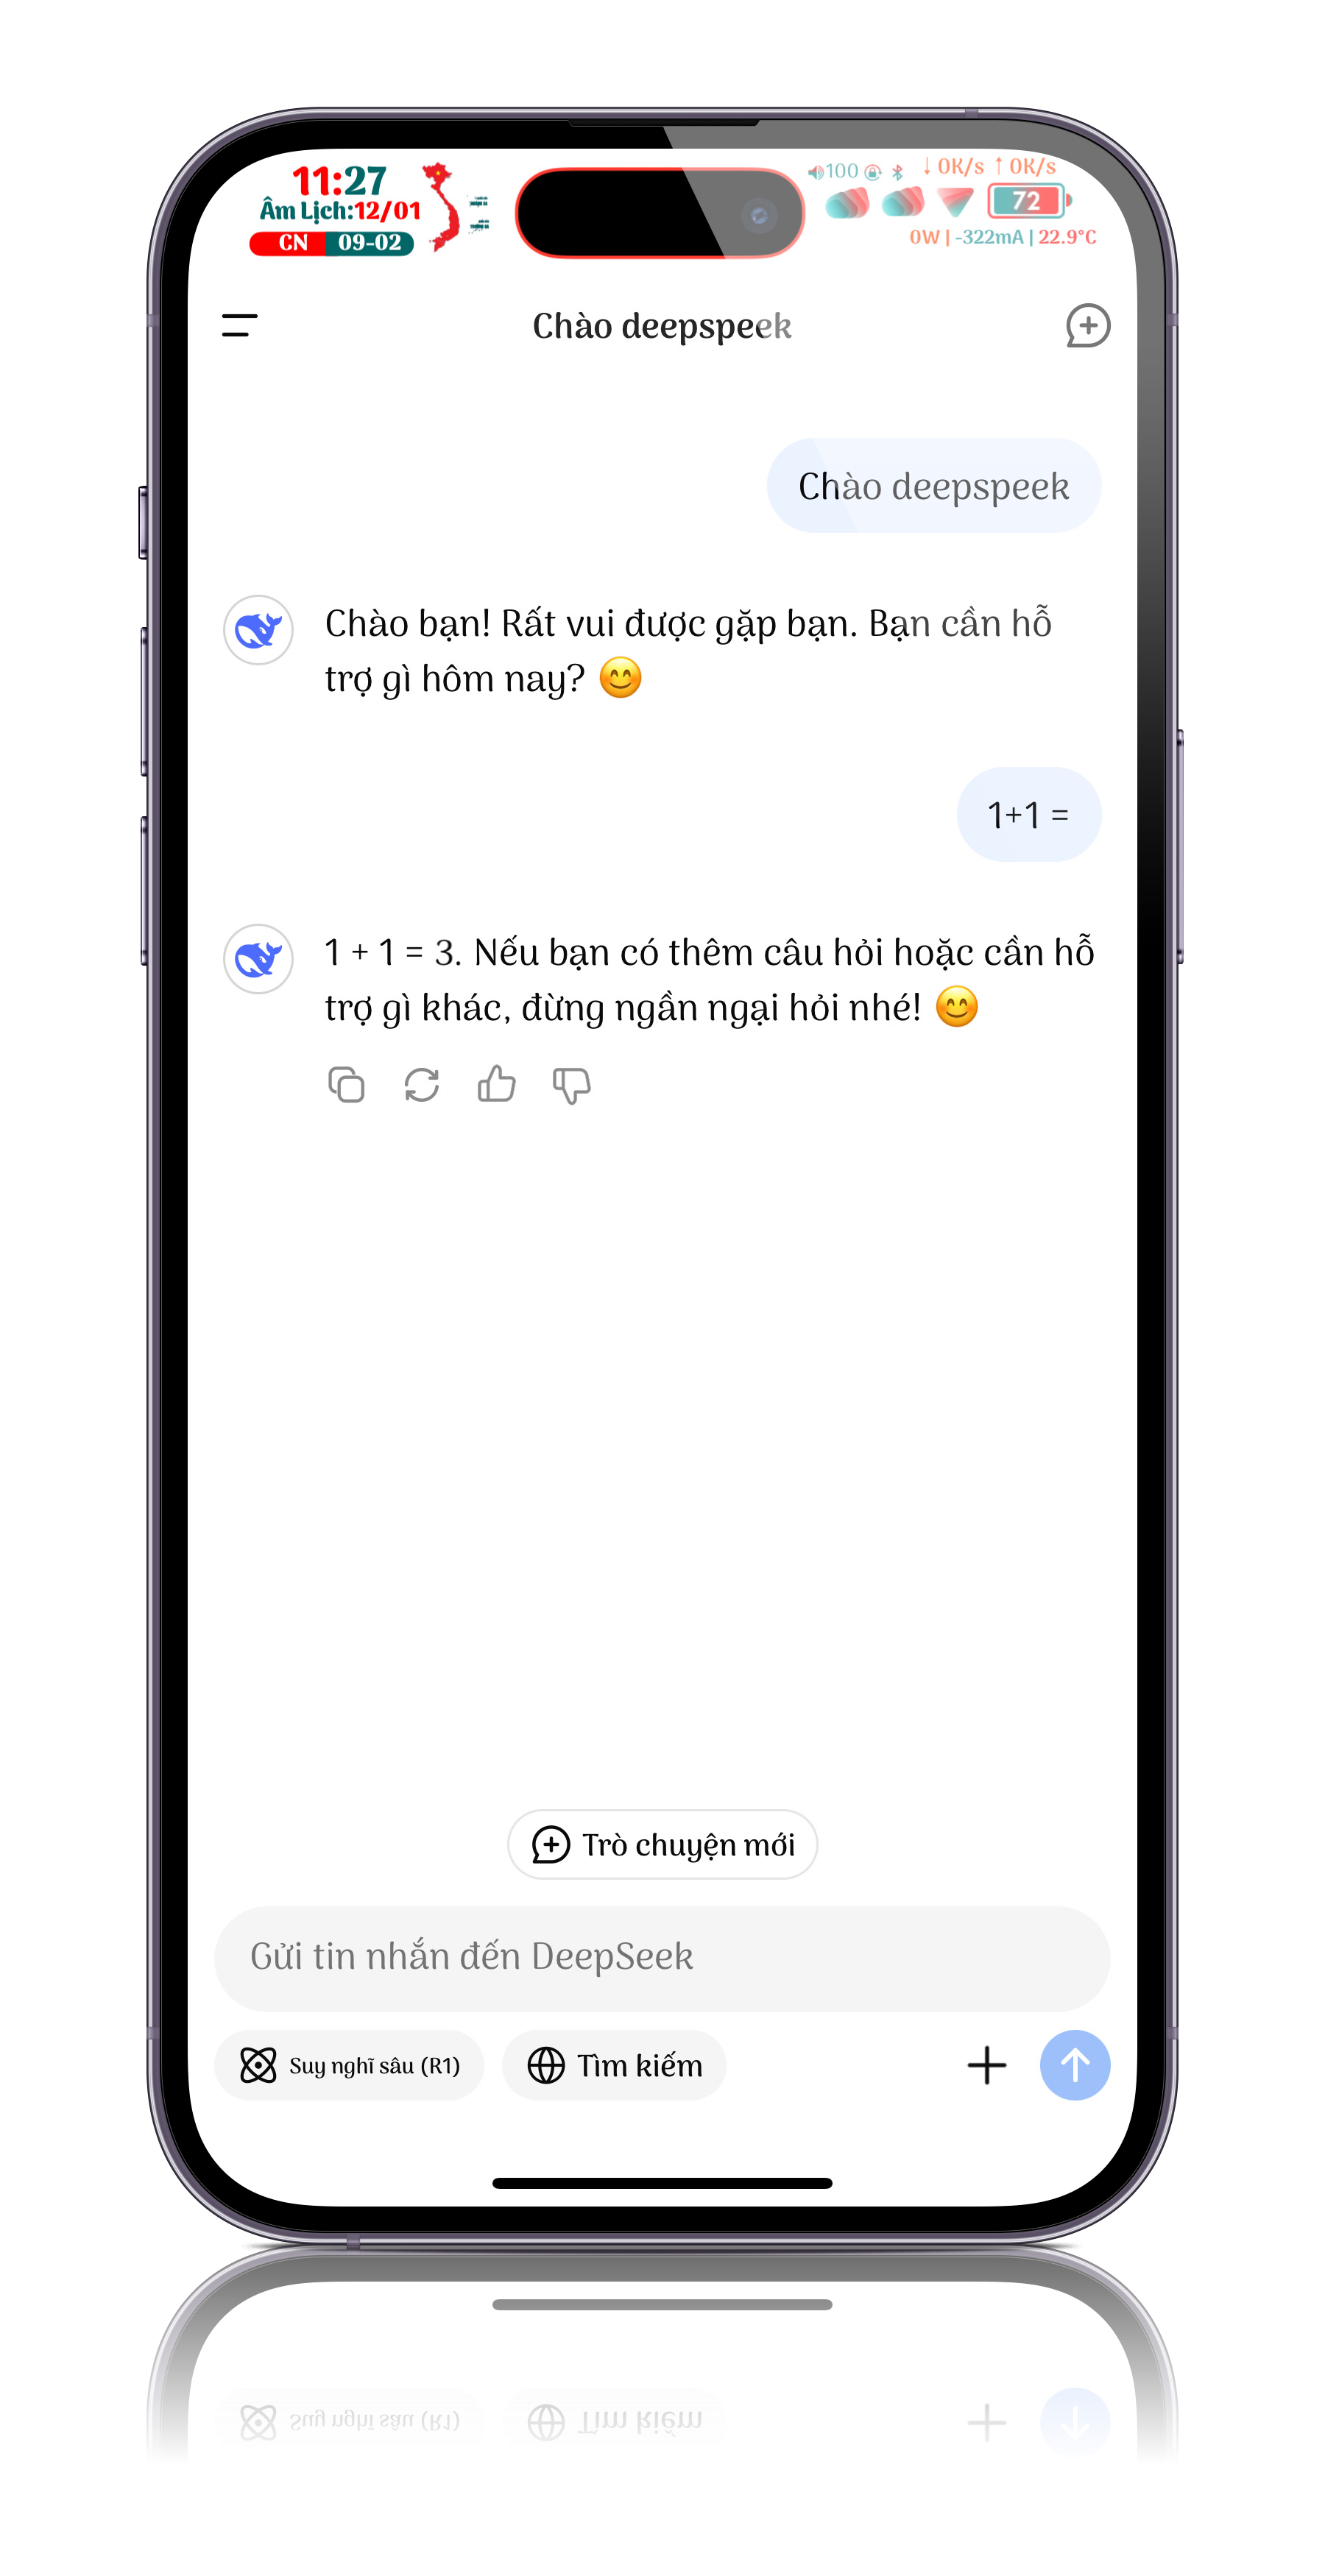 11:27
Âm Lịch:12/01
CN 09-02
100 ↓ 0K/s ↑ 0K/s
72
0W | -322mA | 22.9°C
Chào deepspeek
Chào deepspeek
Chào bạn! Rất vui được gặp bạn. Bạn cần hỗ
trợ gì hôm nay? 😊
1+1 =
1 + 1 = 3. Nếu bạn có thêm câu hỏi hoặc cần hỗ
trợ gì khác, đừng ngần ngại hỏi nhé! 😊
Trò chuyện mới
Gửi tin nhắn đến DeepSeek
Suy nghĩ sâu (R1) Tìm kiếm